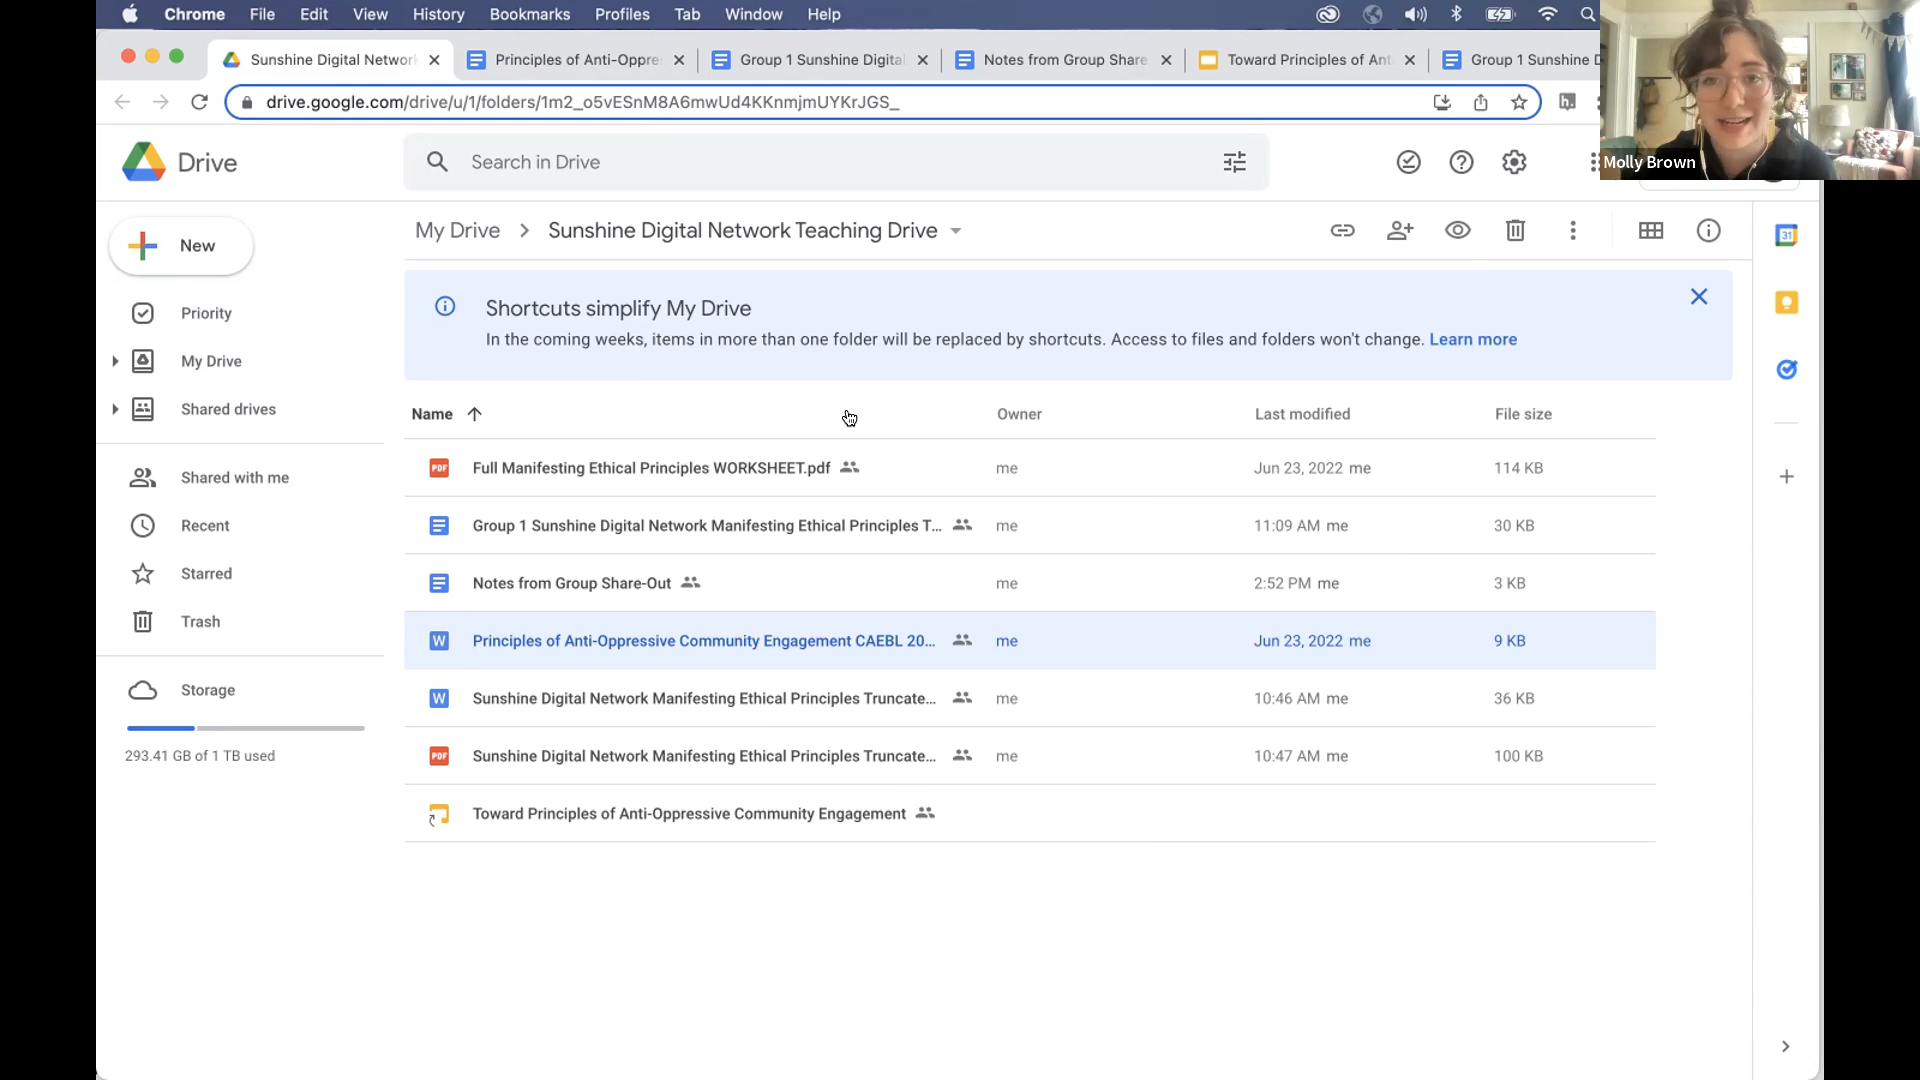 Chrome File Edit View History Bookmarks Profiles Tab Window Help
Sunshine Digital Networ Principles of Anti-Oppre Group 1 Sunshine Digita Notes from Group Share Toward Principles of Ant Group 1 Sunshine D
drive.google.com/drive/u/1/folders/1m2_o5vESnM8A6mwUd4KKnmjmUYKrJGS_
Molly Brown
Drive
Search in Drive
New
My Drive > Sunshine Digital Network Teaching Drive
31
Shortcuts simplify My Drive
In the coming weeks, items in more than one folder will be replaced by shortcuts. Access to files and folders won't change. Learn more
Priority
My Drive
Shared drives
Shared with me
Recent
Starred
Trash
Storage
293.41 GB of 1 TB used
Name Owner Last modified File size
PDF Full Manifesting Ethical Principles WORKSHEET.pdf me Jun 23, 2022 me 114 KB
Group 1 Sunshine Digital Network Manifesting Ethical Principles T... me 11:09 AM me 30 KB
Notes from Group Share-Out me 2:52 PM me 3 KB
W Principles of Anti-Oppressive Community Engagement CAEBL 20... me Jun 23, 2022 me 9 KB
W Sunshine Digital Network Manifesting Ethical Principles Truncate... me 10:46 AM me 36 KB
PDF Sunshine Digital Network Manifesting Ethical Principles Truncate... me 10:47 AM me 100 KB
Toward Principles of Anti-Oppressive Community Engagement